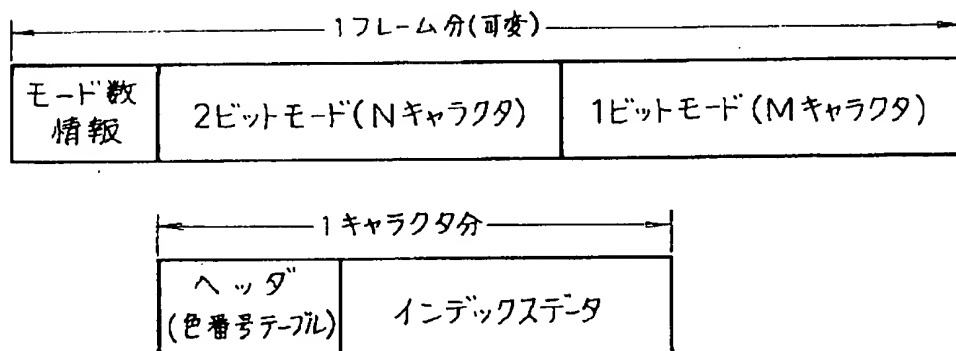 1フレーム分(可変)
モード数
情報
2ビットモード(Nキャラクタ)
1ビットモード(Mキャラクタ)
1キャラクタ分
ヘッダ
(色番号テーブル)
インデックスデータ